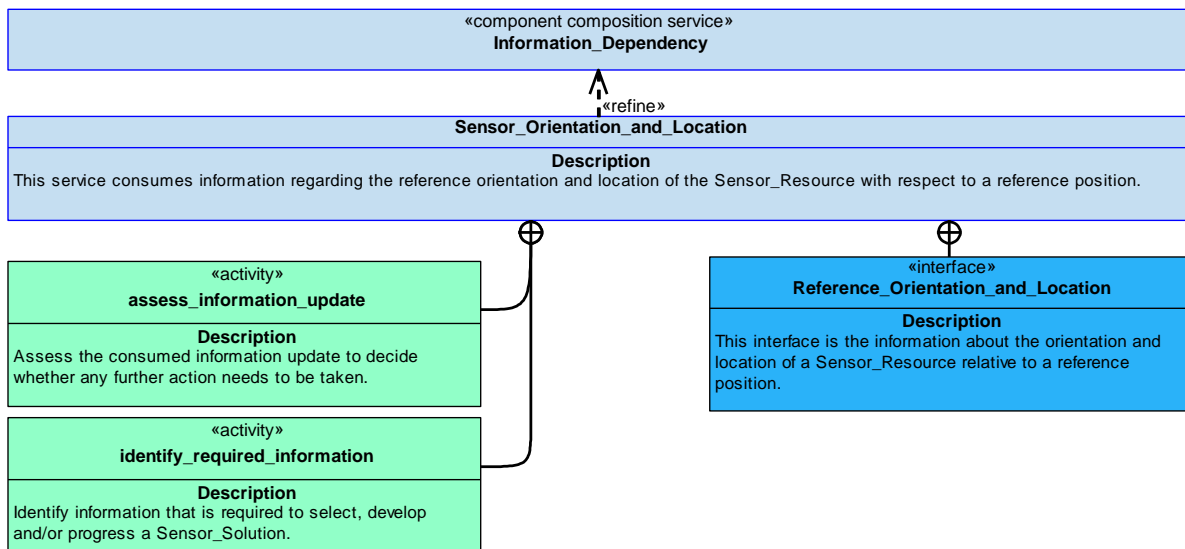 «component composition service»
Information_Dependency
«refine»
Sensor_Orientation_and_Location
Description
This service consumes information regarding the reference orientation and location of the Sensor_Resource with respect to a reference position.
«activity»
assess_information_update
Description
Assess the consumed information update to decide
whether any further action needs to be taken.
«interface»
Reference_Orientation_and_Location
Description
This interface is the information about the orientation and
location of a Sensor_Resource relative to a reference
position.
«activity»
identify_required_information
Description
Identify information that is required to select, develop
and/or progress a Sensor_Solution.